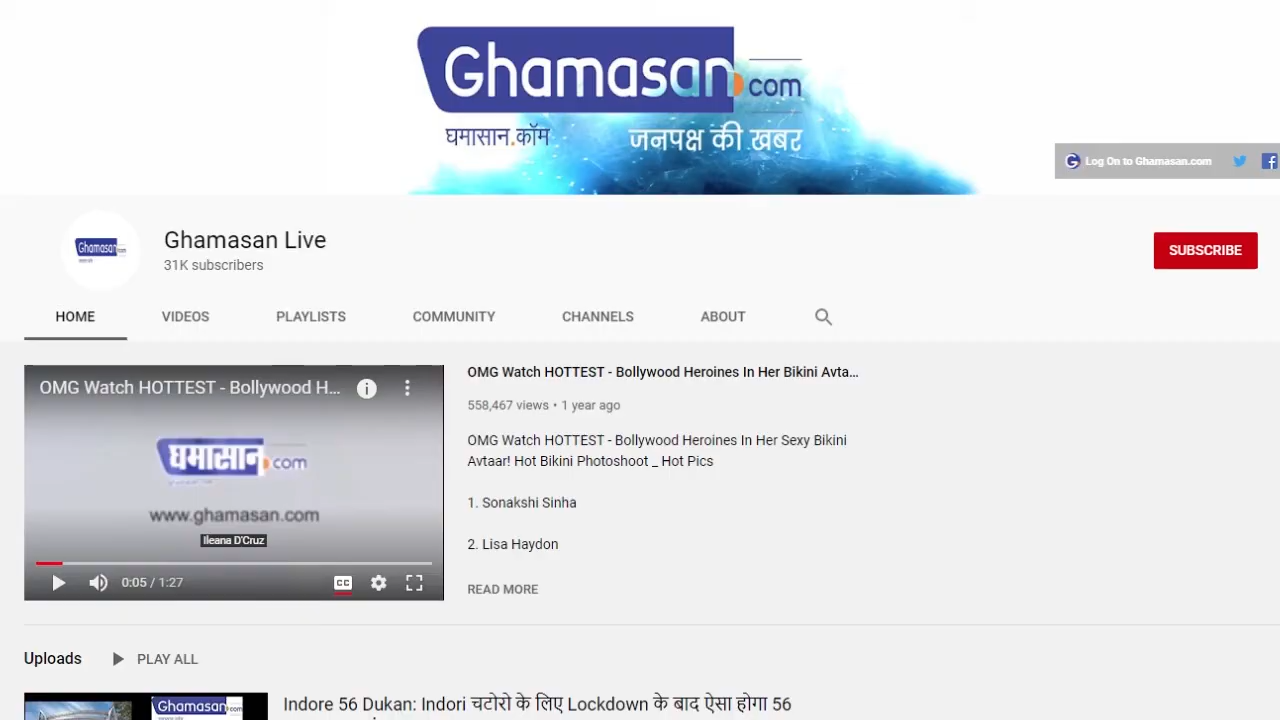 Ghamasan.com
घमासान.कॉम
जनपक्ष की खबर
Log On to Ghamasan.com
Ghamasan
Ghamasan Live
31K subscribers
SUBSCRIBE
HOME VIDEOS PLAYLISTS COMMUNITY CHANNELS ABOUT
OMG Watch HOTTEST - Bollywood H...
घमासान.com
www.ghamasan.com
Ileana D'Cruz
0:05 / 1:27
CC
OMG Watch HOTTEST - Bollywood Heroines In Her Bikini Avta...
558,467 views • 1 year ago
OMG Watch HOTTEST - Bollywood Heroines In Her Sexy Bikini
Avtaar! Hot Bikini Photoshoot _ Hot Pics
1. Sonakshi Sinha
2. Lisa Haydon
READ MORE
Uploads PLAY ALL
Ghamasan.com
Indore 56 Dukan: Indori चटोरो के लिए Lockdown के बाद ऐसा होगा 56